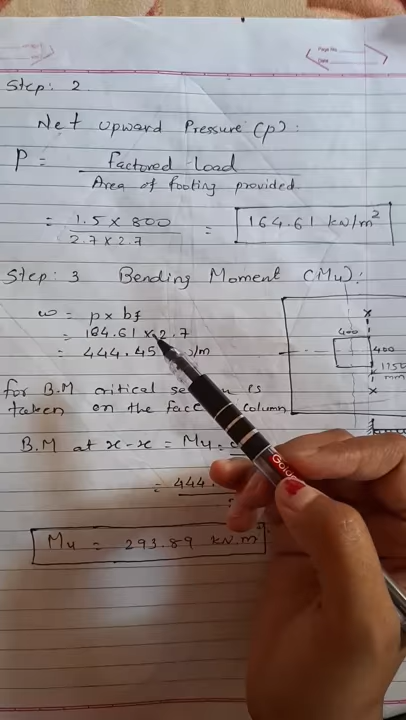 Page No.
Date
Step: 2
Net Upward Pressure (p):
P = factored load
Area of footing provided
= 1.5 x 800
2.7 x 2.7
= 164.61 kN/m²
Step: 3 Bending Moment (Mu):
w = p x bf
= 164.61 x 2.7
= 444.45 /m
for B.M critical is
taken on the face column
B.M at x-x = Mu =
= 444.
Mu = 293.89 kN.m
x
400
400
1150
mm
x